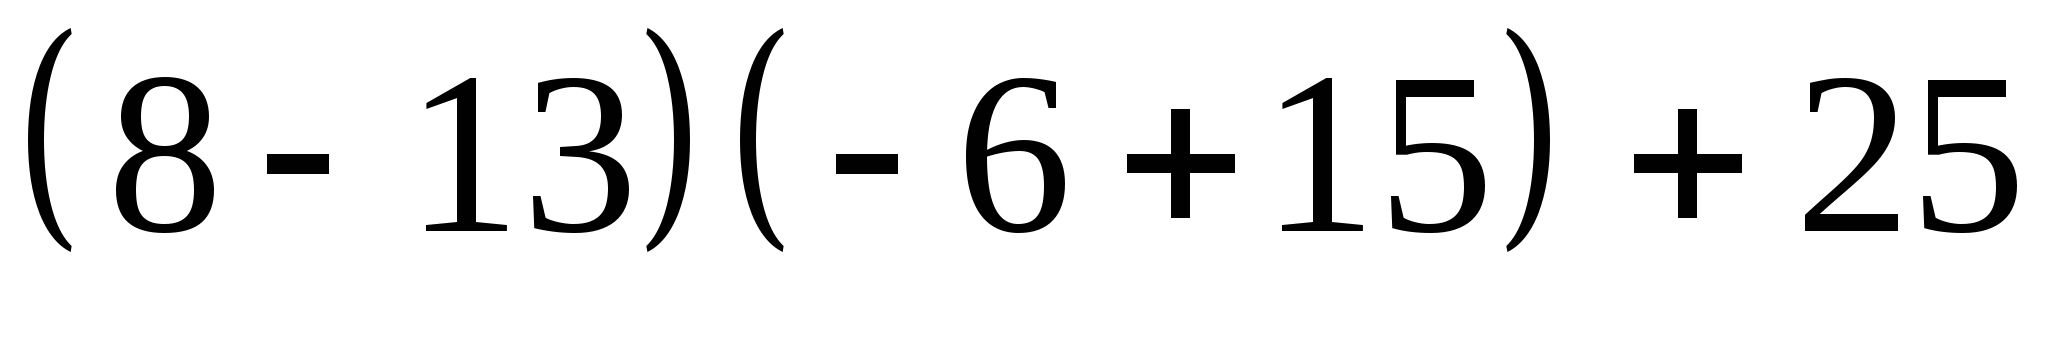 (8 - 13)(- 6 + 15) + 25